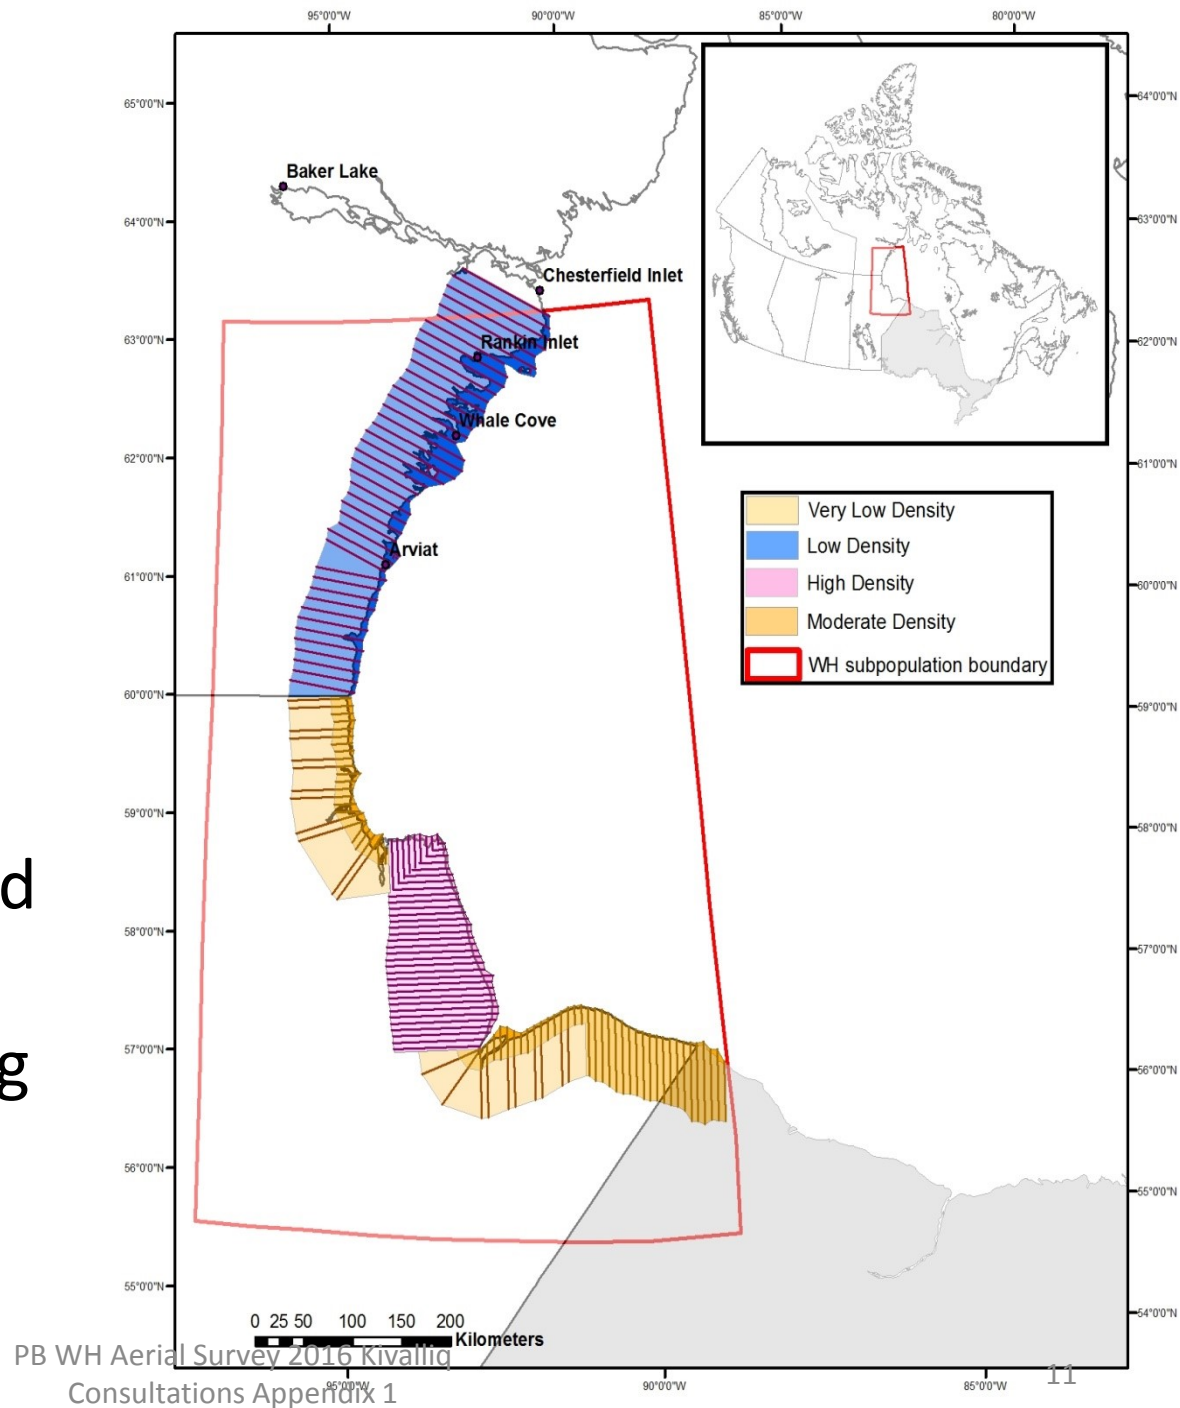 95°0'0"W 90°0'0"W 85°0'0"W 80°0'0"W
65°0'0"N
64°0'0"N
63°0'0"N
62°0'0"N
61°0'0"N
60°0'0"N
59°0'0"N
58°0'0"N
57°0'0"N
56°0'0"N
55°0'0"N
64°0'0"N
63°0'0"N
62°0'0"N
61°0'0"N
60°0'0"N
59°0'0"N
58°0'0"N
57°0'0"N
56°0'0"N
55°0'0"N
54°0'0"N
Baker Lake
Chesterfield Inlet
Rankin Inlet
Whale Cove
Arviat
Very Low Density
Low Density
High Density
Moderate Density
WH subpopulation boundary
d
g
0 25 50 100 150 200
Kilometers
PB WH Aerial Survey 2016 Kivalliq
Consultations Appendix 1
11
95°0'0"W 90°0'0"W 85°0'0"W